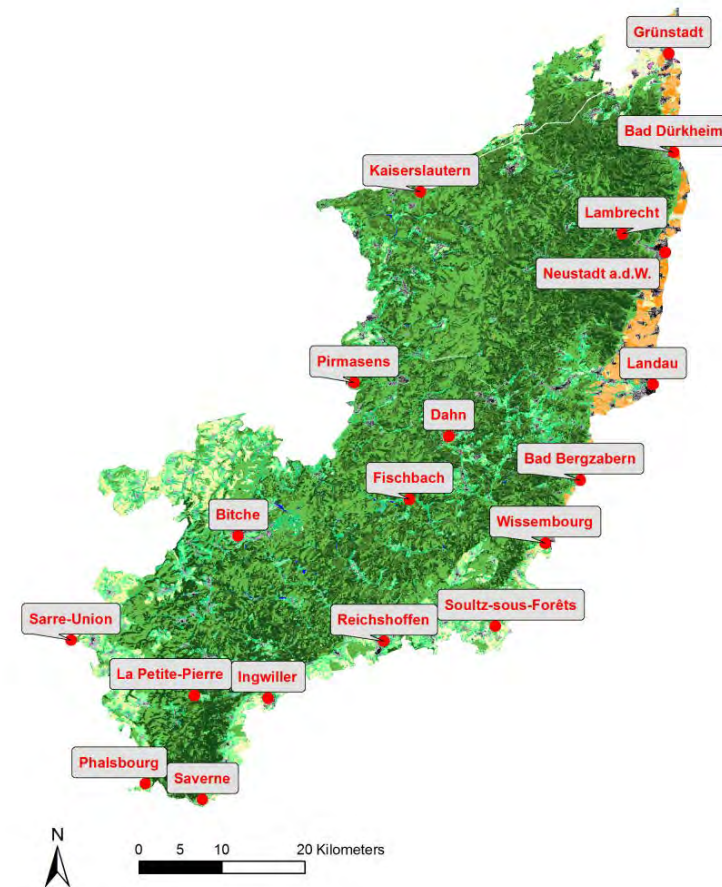 Grünstadt
Bad Dürkheim
Kaiserslautern
Lambrecht
Neustadt a.d.W.
Pirmasens
Landau
Dahn
Bad Bergzabern
Fischbach
Bitche
Wissembourg
Soultz-sous-Forêts
Sarre-Union
Reichshoffen
La Petite-Pierre
Ingwiller
Phalsbourg
Saverne
N
0 5 10 20 Kilometers